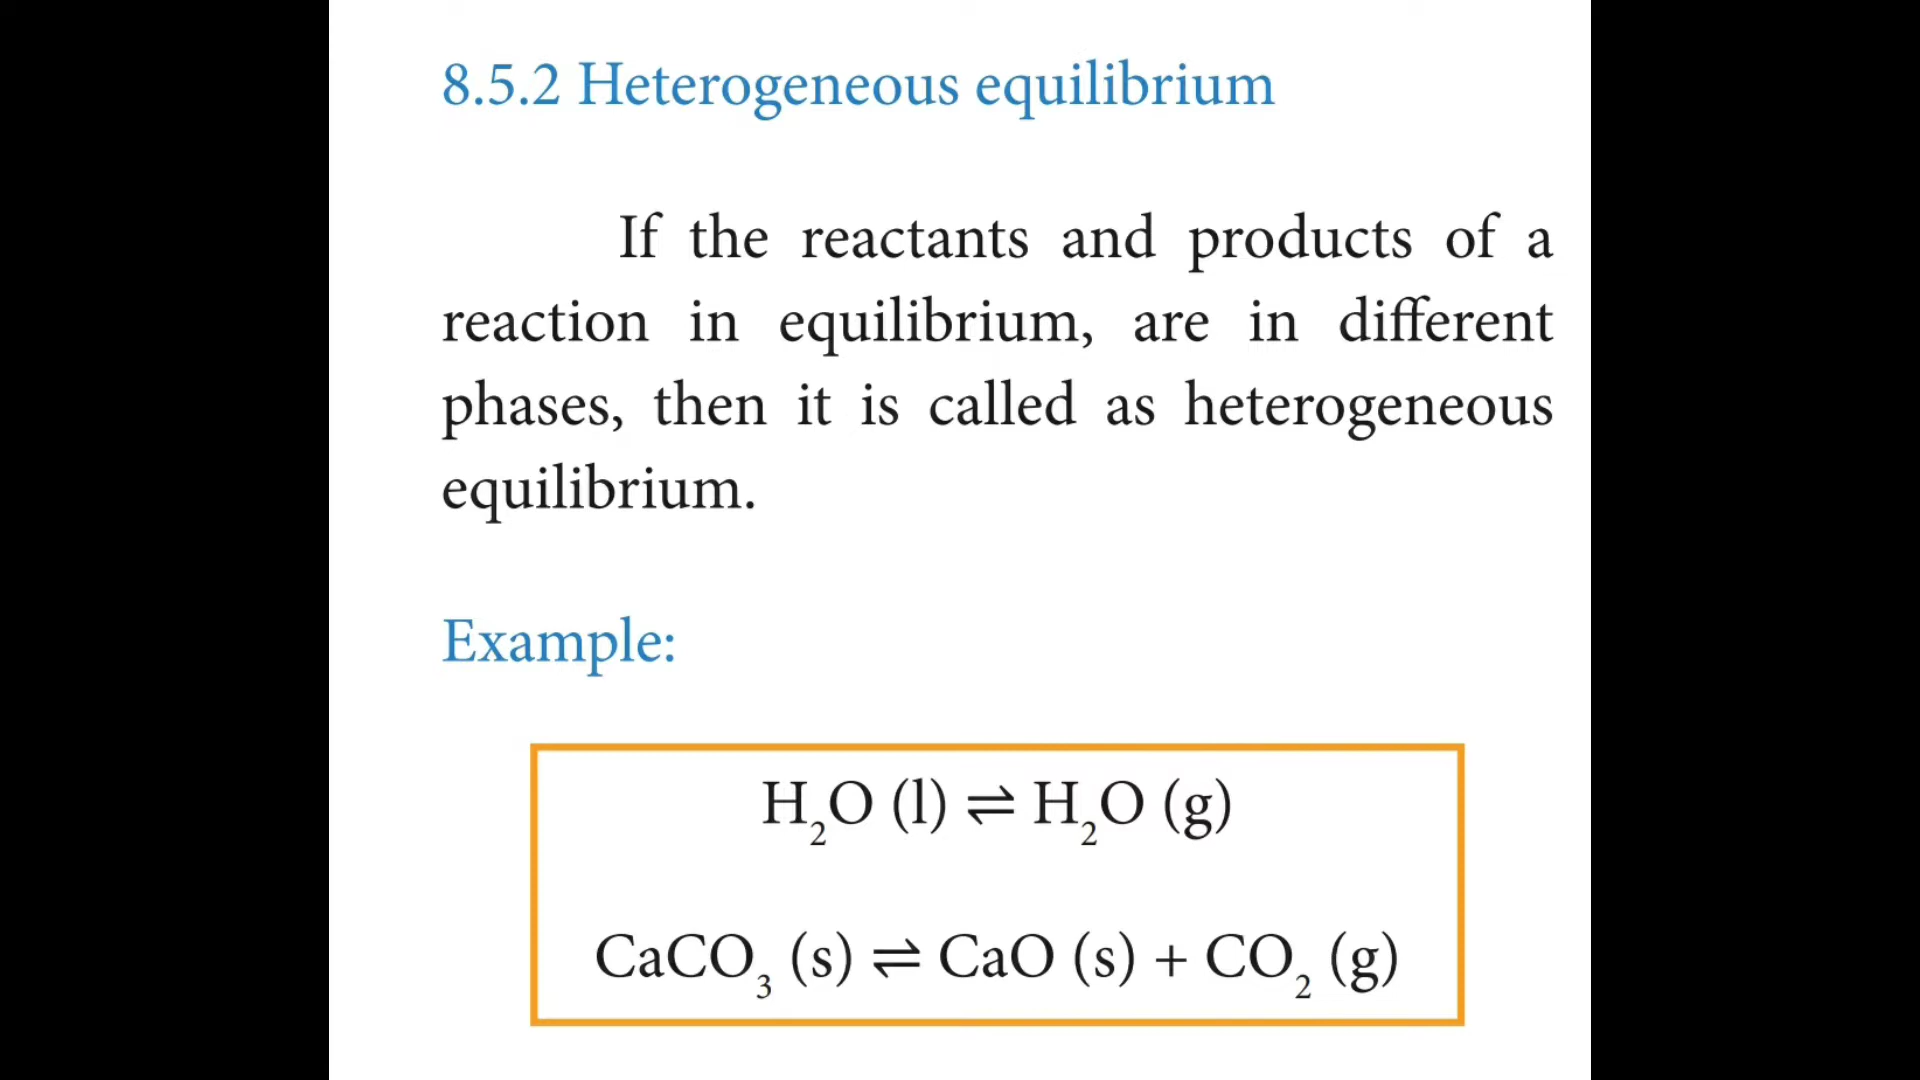 8.5.2 Heterogeneous equilibrium
If the reactants and products of a
reaction in equilibrium, are in different
phases, then it is called as heterogeneous
equilibrium.
Example:
H₂O (l) ⇌ H₂O (g)
CaCO₃ (s) ⇌ CaO (s) + CO₂ (g)